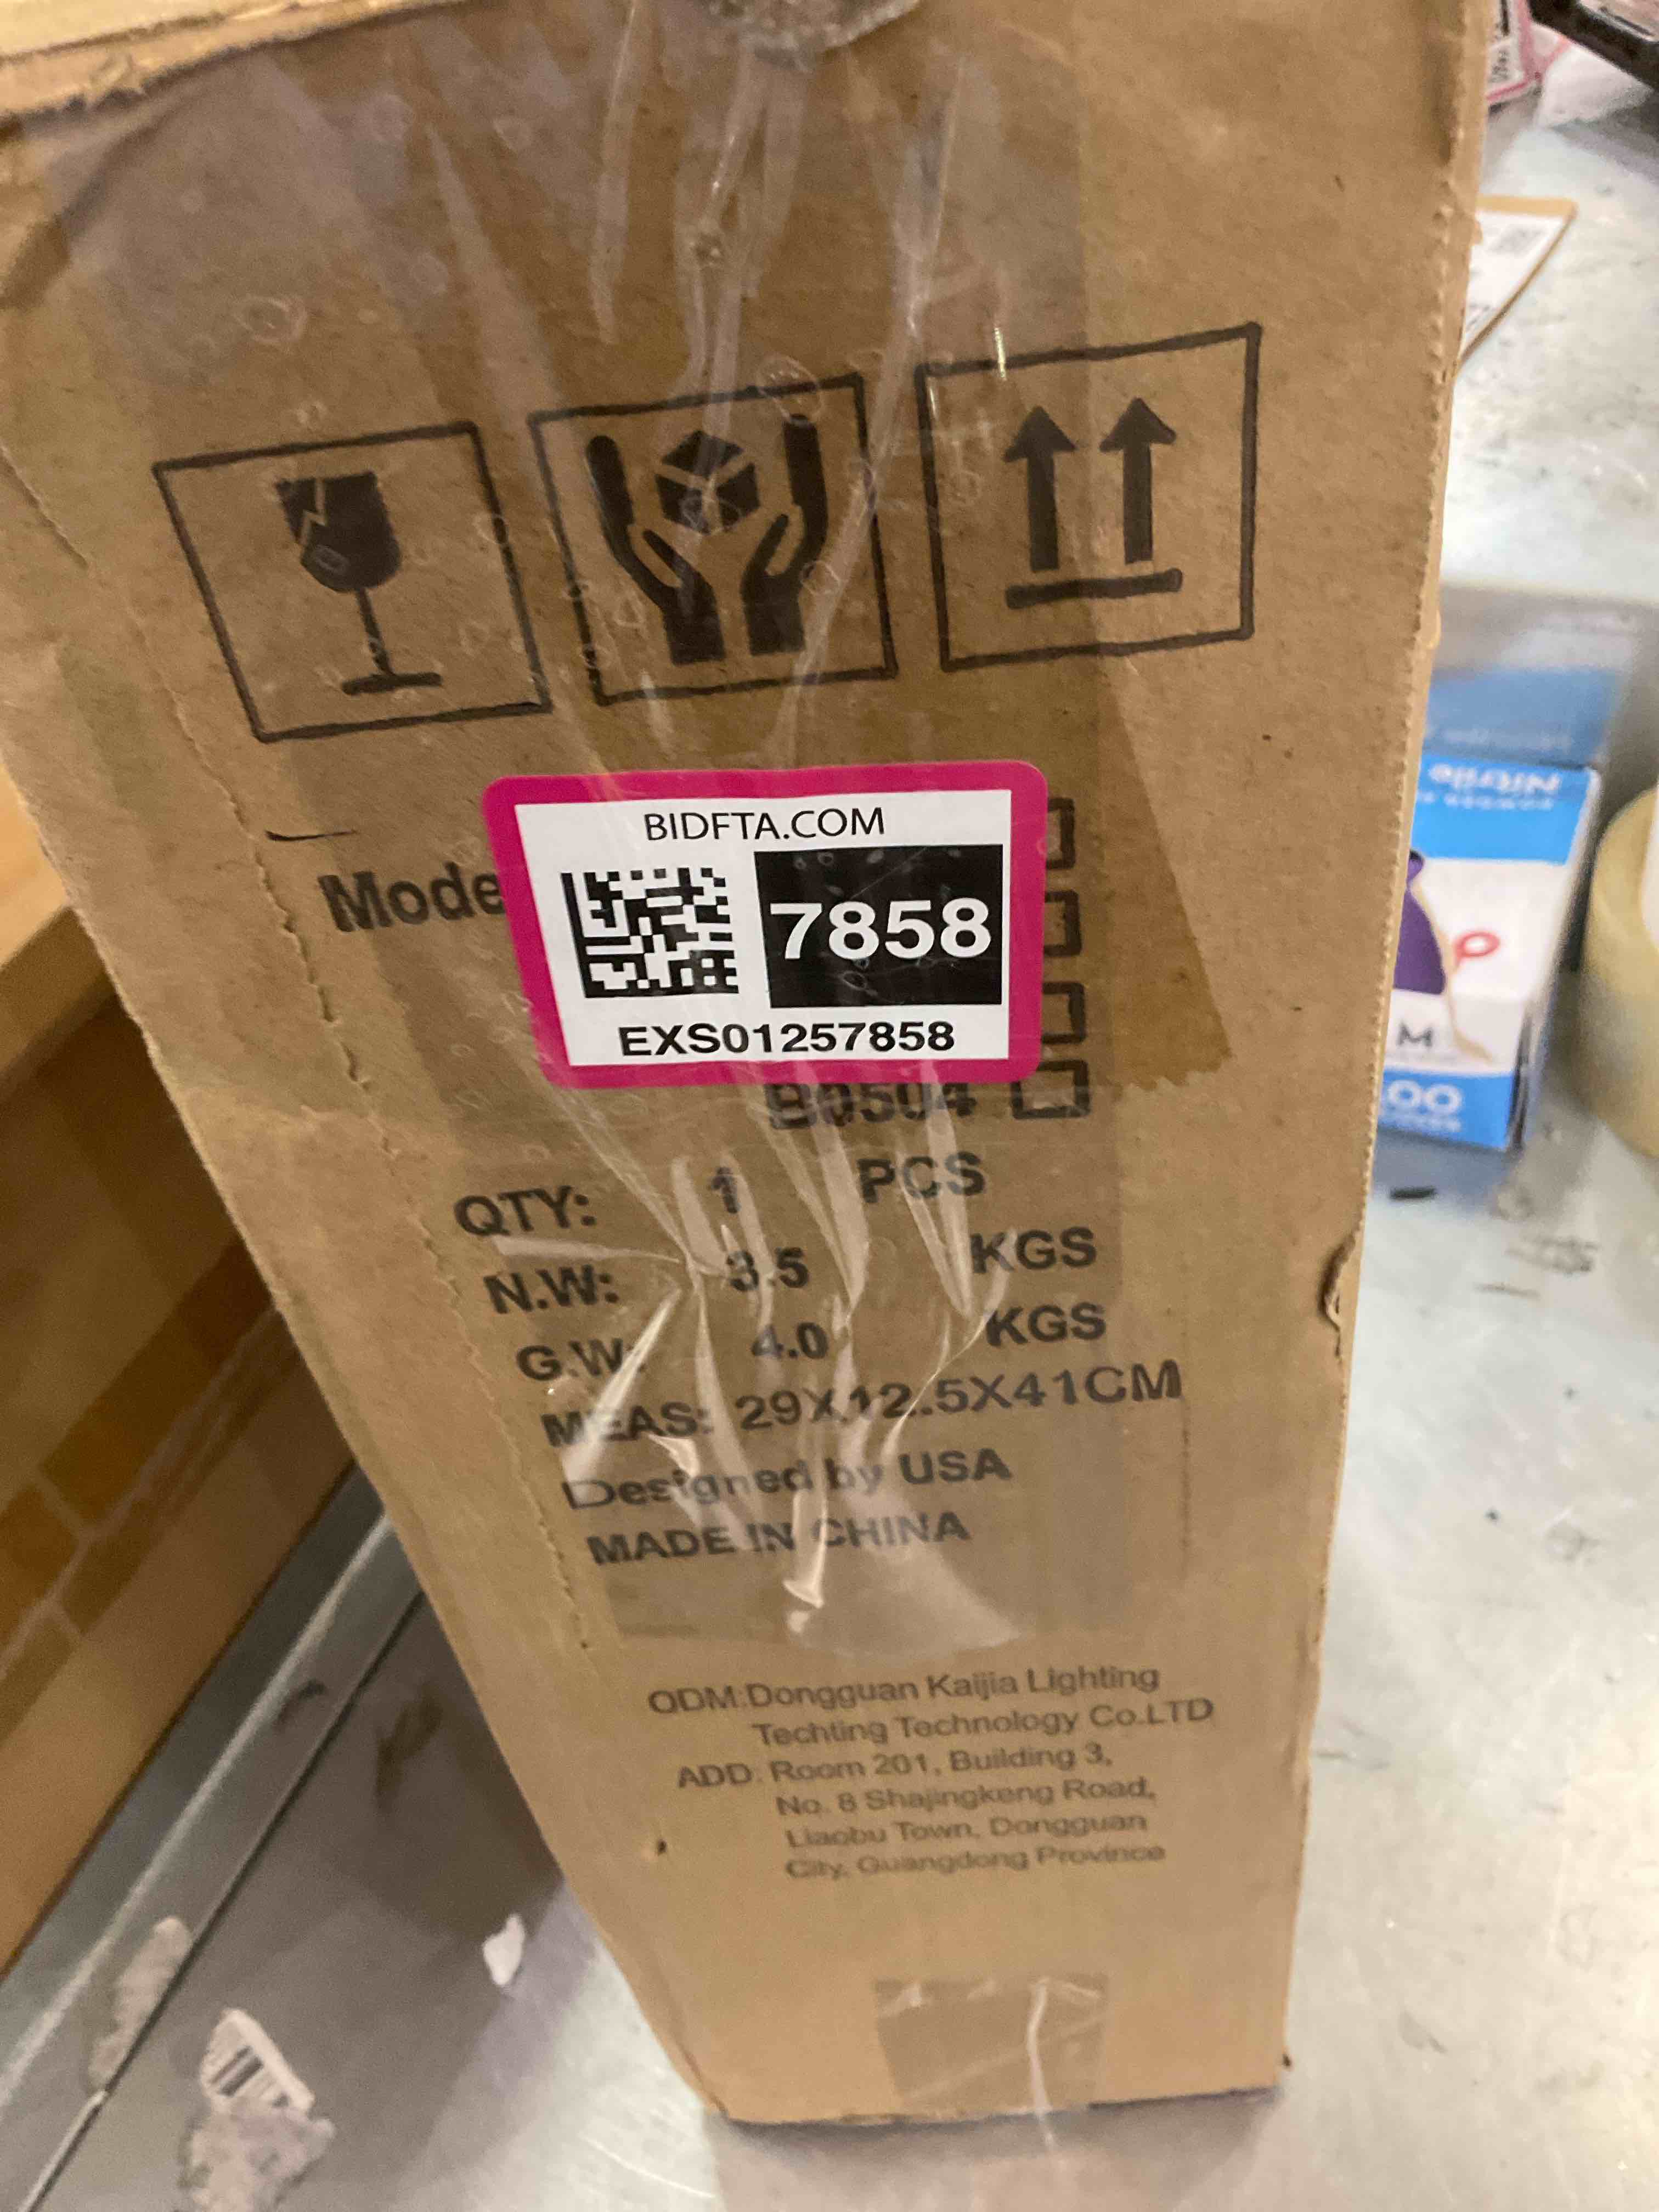 BIDFTA.COM
7858
EXS01257858
Mode
B0504
QTY: 1 PCS
N.W: 3.5 KGS
G.W: 4.0 KGS
MEAS: 29X12.5X41CM
Designed by USA
MADE IN CHINA
ODM:Dongguan Kaijia Lighting
Techting Technology Co.LTD
ADD: Room 201, Building 3,
No. 8 Shajingkeng Road,
Liaobu Town, Dongguan
City, Guangdong Province
Nitrile
M
00